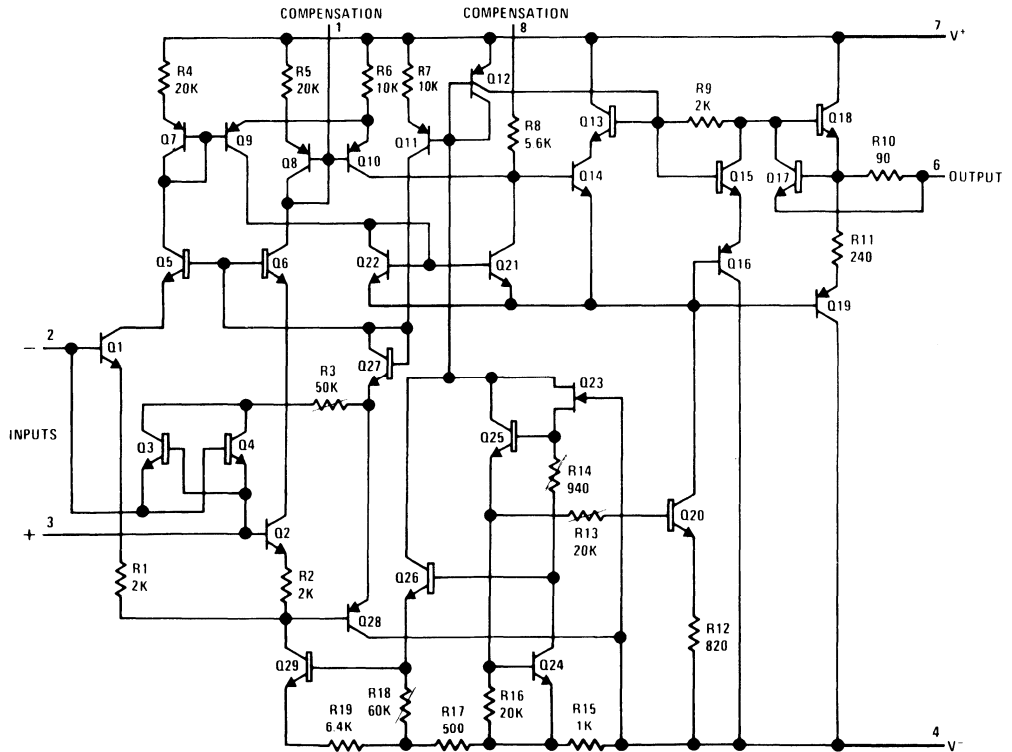 COMPENSATION
1
COMPENSATION
8
7
V+
R4
20K
R5
20K
R6
10K
R7
10K
Q12
R9
2K
Q13
Q18
R8
5.6K
Q7
Q9
Q8
Q10
Q11
Q14
Q15
Q17
R10
90
6
OUTPUT
Q5
Q6
Q22
Q21
Q16
R11
240
Q19
2
−
Q1
Q27
R3
50K
Q23
INPUTS
Q3
Q4
Q25
R14
940
3
+
Q2
R13
20K
Q20
R1
2K
R2
2K
Q26
Q28
R12
820
Q29
Q24
R18
60K
R16
20K
R19
6.4K
R17
500
R15
1K
4
V−